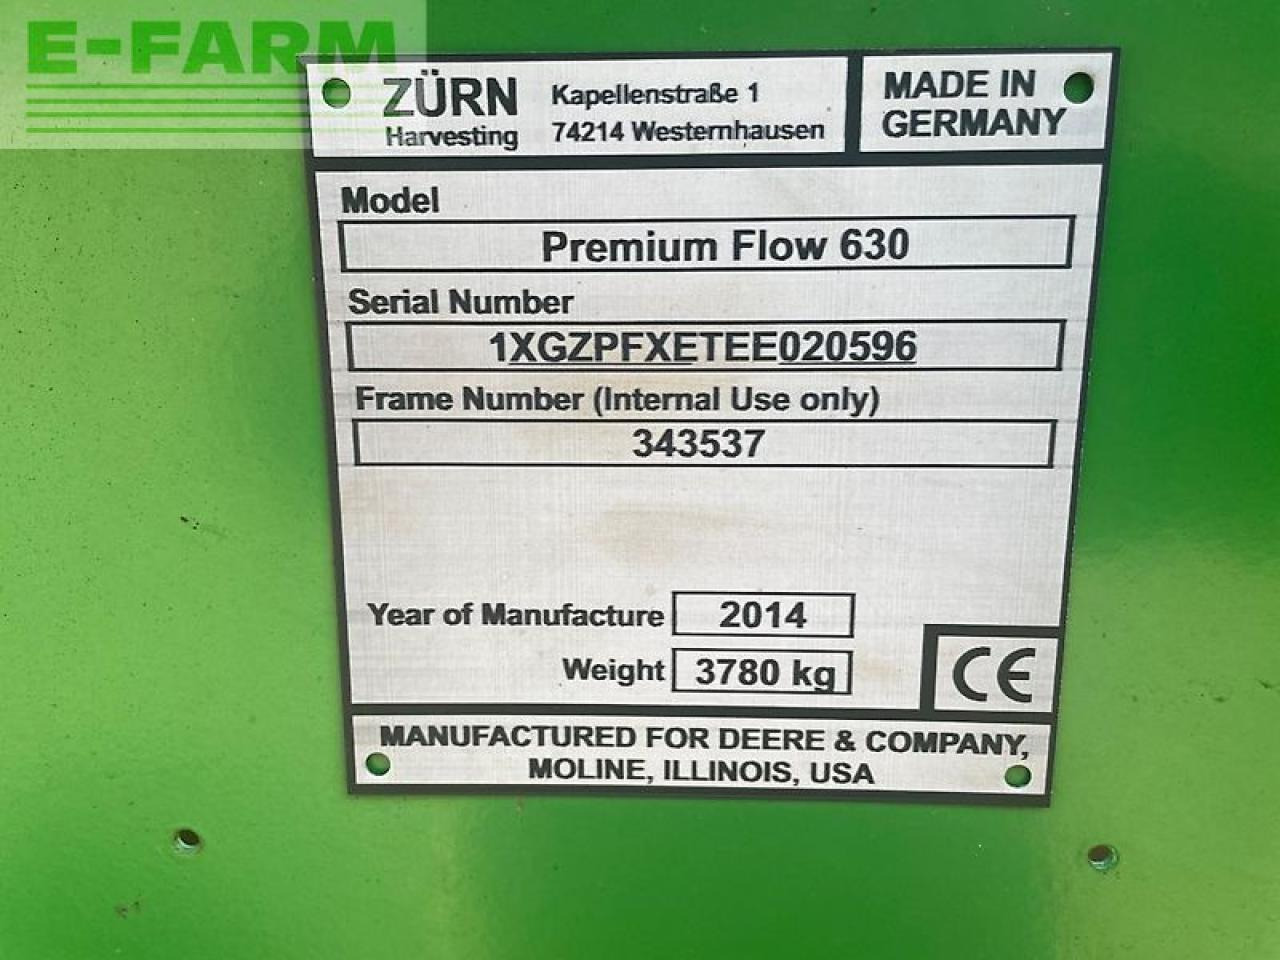 E-FARM
ZÜRN
Harvesting
Kapellenstraße 1
74214 Westernhausen
MADE IN
GERMANY
Model
Premium Flow 630
Serial Number
1XGZPFXETEE020596
Frame Number (Internal Use only)
343537
Year of Manufacture 2014
Weight 3780 kg
CE
MANUFACTURED FOR DEERE & COMPANY,
MOLINE, ILLINOIS, USA